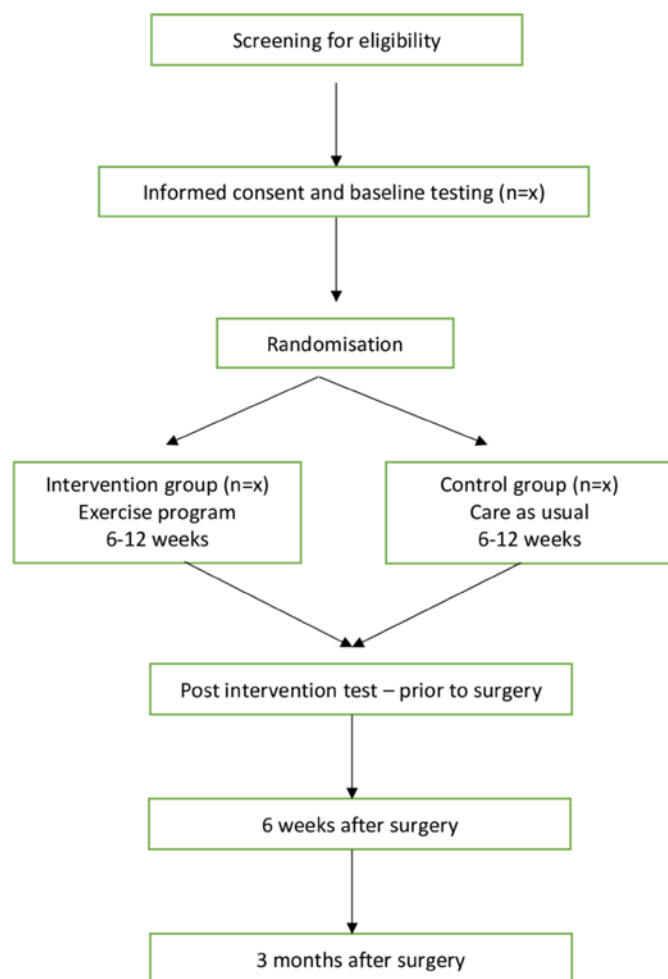 Screening for eligibility
Informed consent and baseline testing (n=x)
Randomisation
Intervention group (n=x)
Exercise program
6-12 weeks
Control group (n=x)
Care as usual
6-12 weeks
Post intervention test – prior to surgery
6 weeks after surgery
3 months after surgery